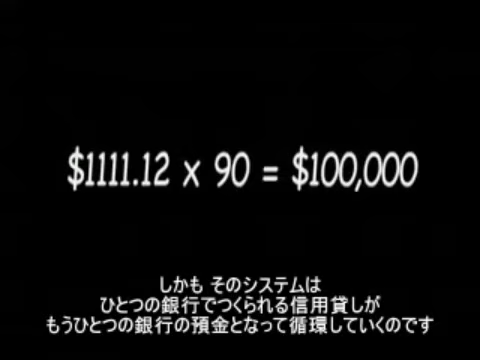 $1111.12 x 90 = $100,000
しかも そのシステムは
ひとつの銀行でつくられる信用貸しが
もうひとつの銀行の預金となって循環していくのです